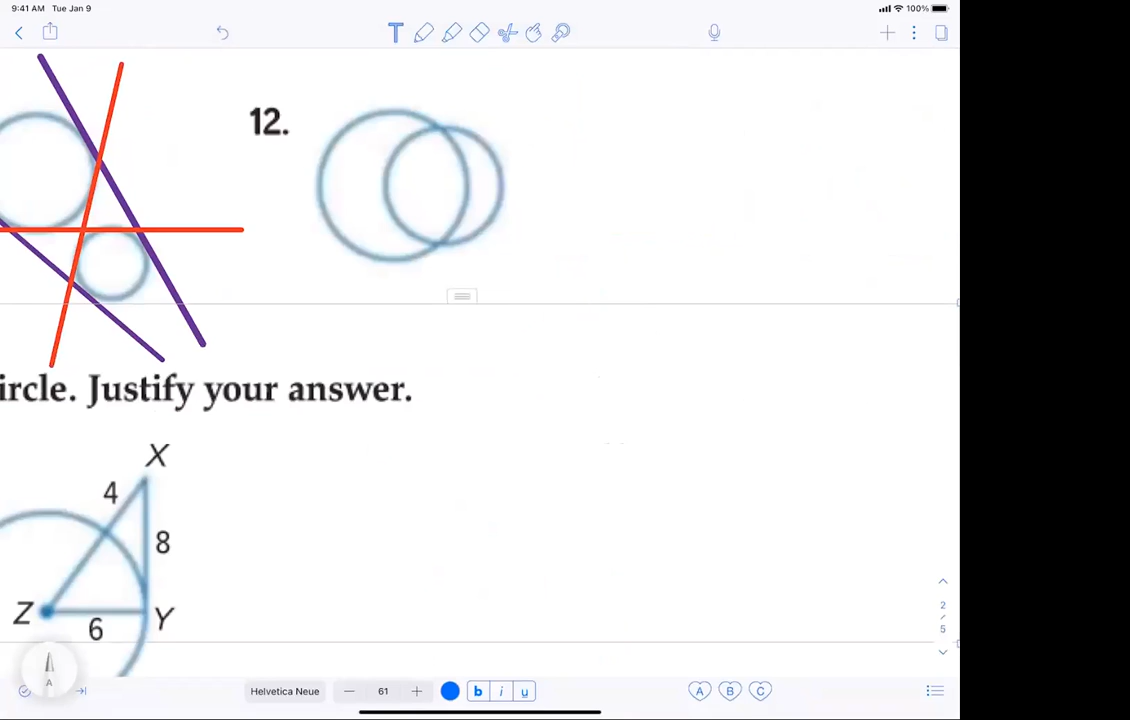 9:41 AM Tue Jan 9
100%
T
12.
ircle. Justify your answer.
X
4
8
Z
6
Y
2
/
5
A
Helvetica Neue
61
b i u
A B C